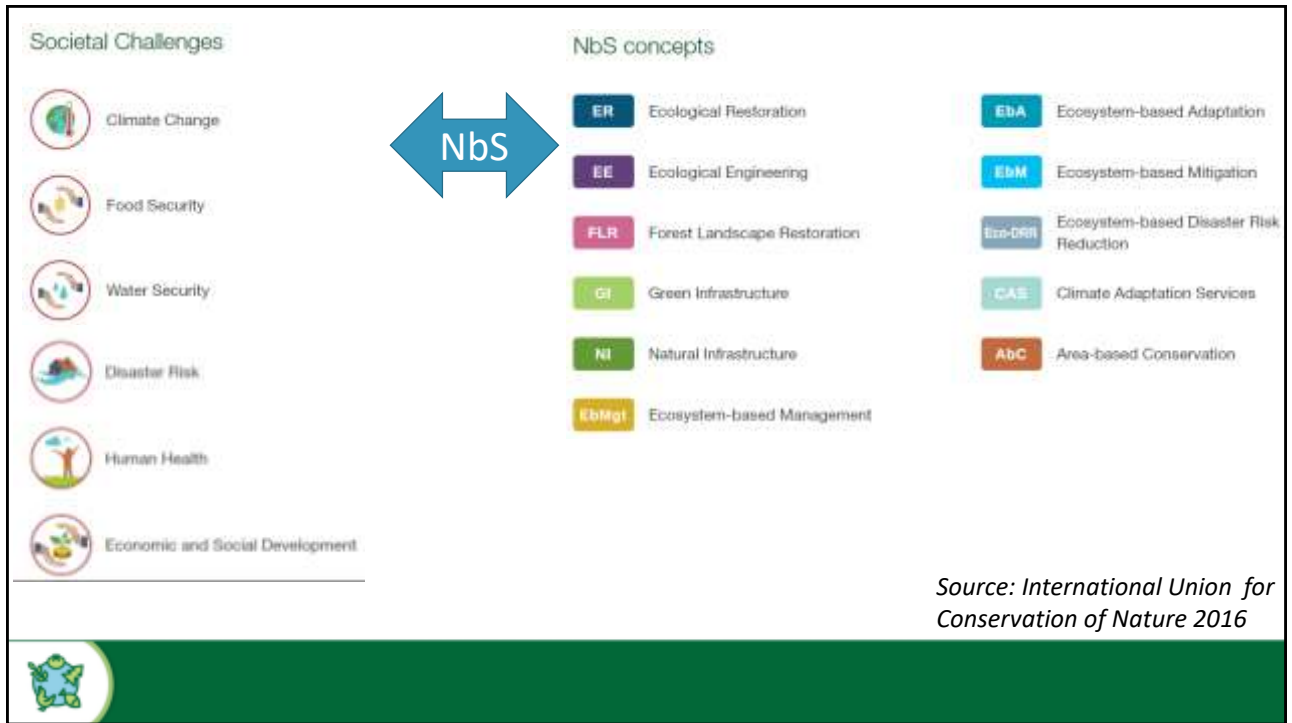 Societal Challenges
Climate Change
Food Security
Water Security
Disaster Risk
Human Health
Economic and Social Development
NbS
NbS concepts
ER Ecological Restoration
EE Ecological Engineering
FLR Forest Landscape Restoration
GI Green Infrastructure
NI Natural Infrastructure
EbMgt Ecosystem-based Management
EbA Ecosystem-based Adaptation
EbM Ecosystem-based Mitigation
Eco-DRR Ecosystem-based Disaster Risk
Reduction
CAS Climate Adaptation Services
AbC Area-based Conservation
Source: International Union for
Conservation of Nature 2016